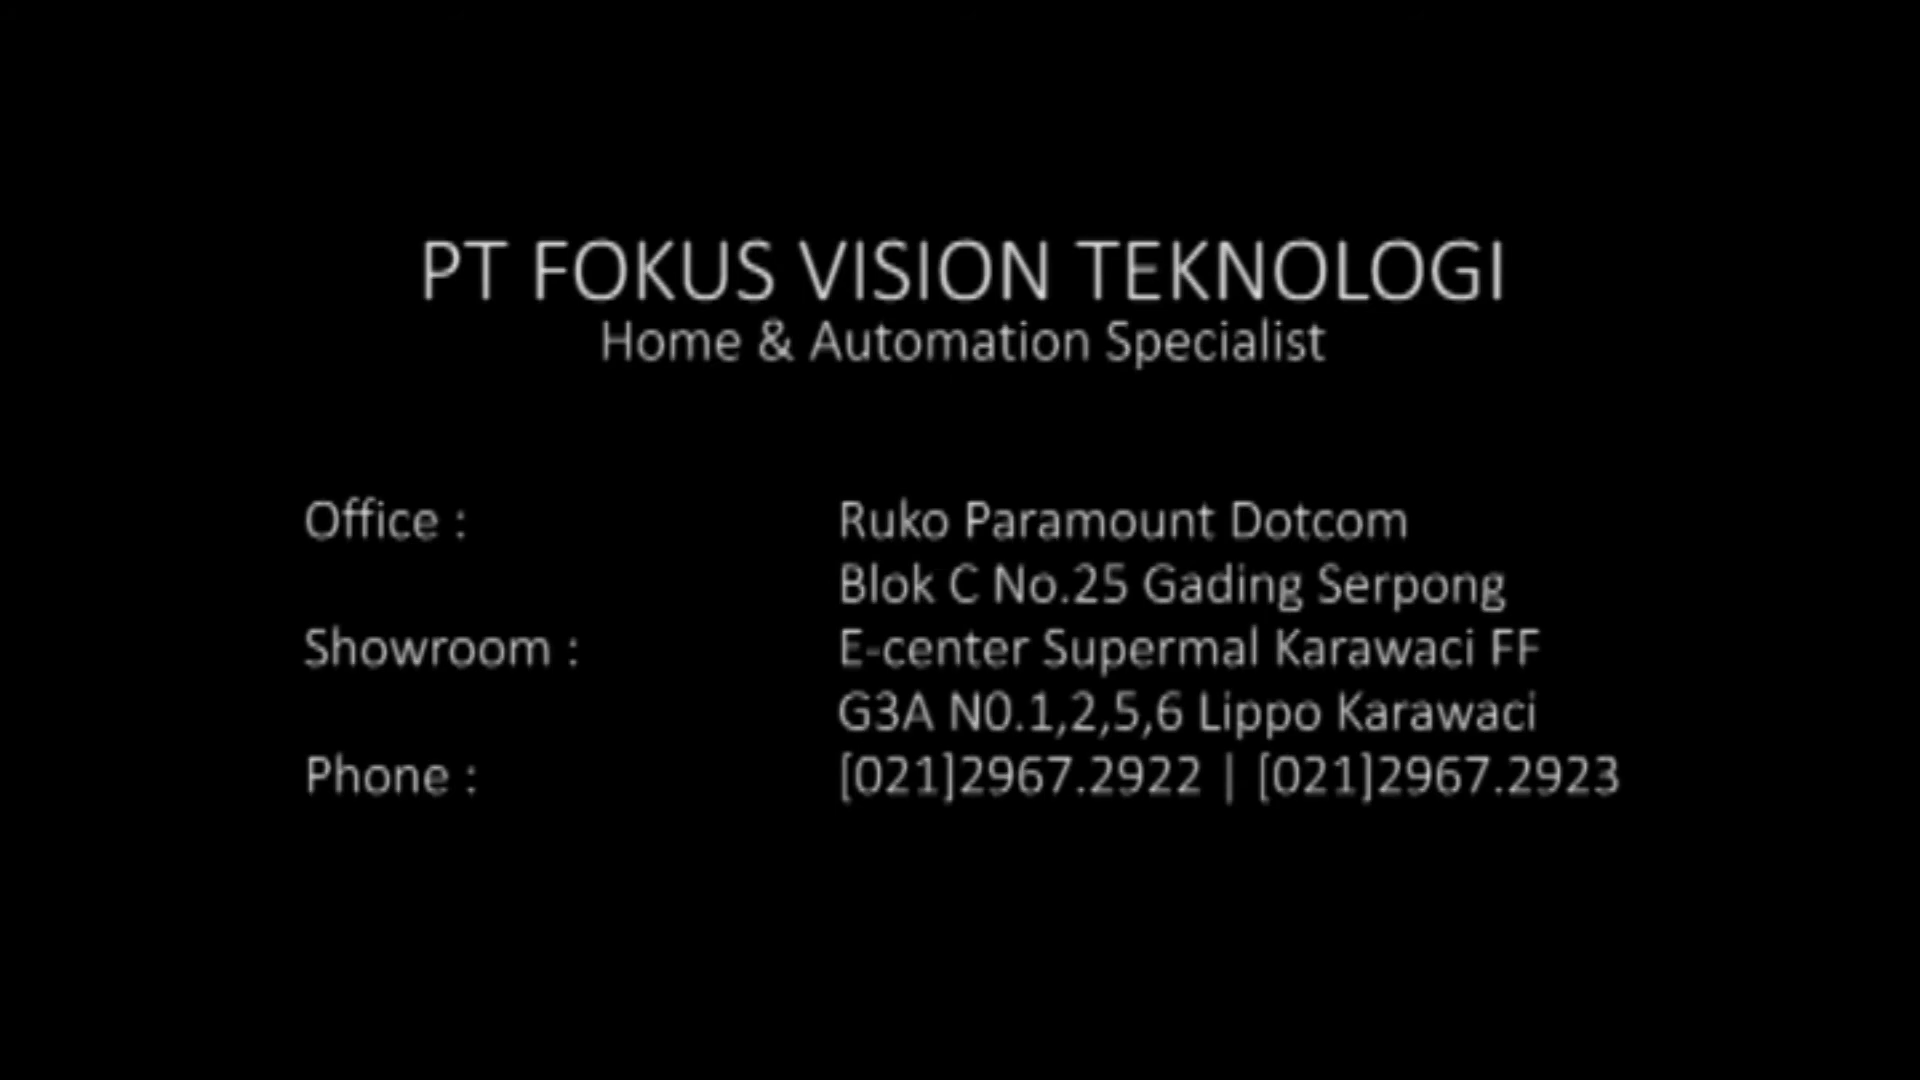 PT FOKUS VISION TEKNOLOGI
Home & Automation Specialist
Office : Ruko Paramount Dotcom
Blok C No.25 Gading Serpong
Showroom : E-center Supermal Karawaci FF
G3A N0.1,2,5,6 Lippo Karawaci
Phone : [021]2967.2922 | [021]2967.2923